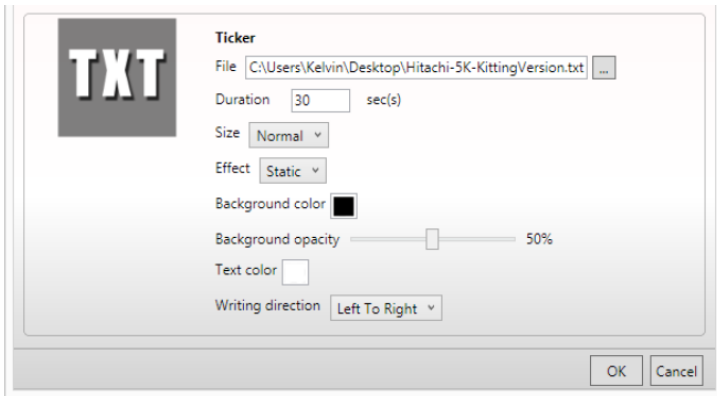 TXT
Ticker
File C:\Users\Kelvin\Desktop\Hitachi-5K-KittingVersion.txt ...
Duration 30 sec(s)
Size Normal
Effect Static
Background color
Background opacity 50%
Text color
Writing direction Left To Right
OK Cancel